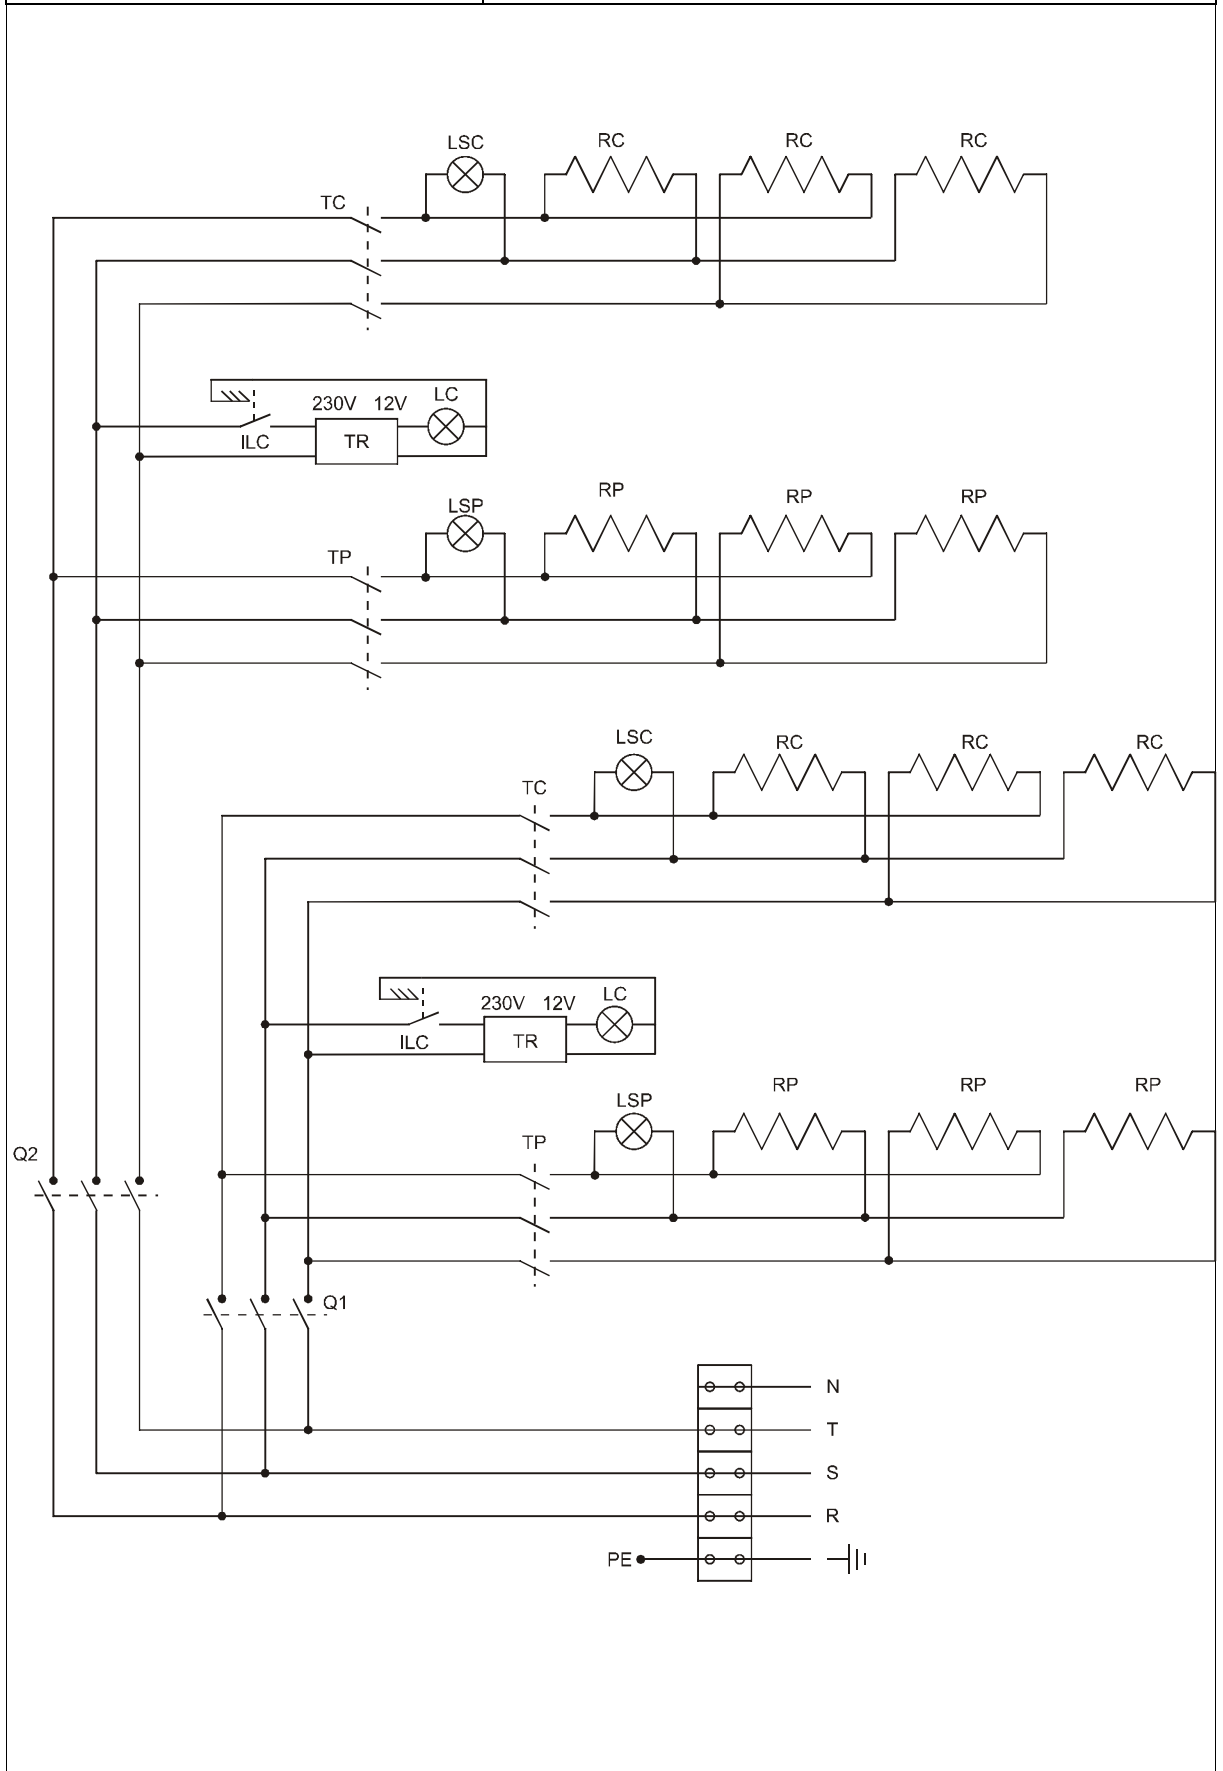 LSC RC RC RC
TC
230V 12V LC
ILC TR
LSP RP RP RP
TP
LSC RC RC RC
TC
230V 12V LC
ILC TR
LSP RP RP RP
TP
Q2
Q1
N
T
S
R
PE